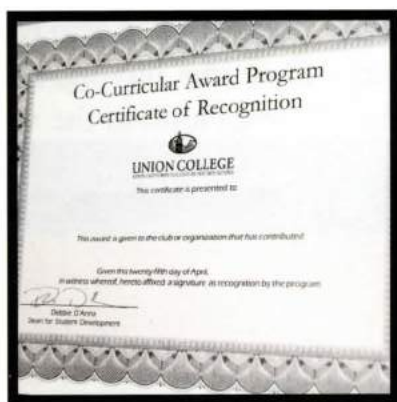 Co-Curricular Award Program
Certificate of Recognition
UNION COLLEGE
This certificate is presented to
This award is given to the club or organization that has contributed
Given this twenty-fifth day of April,
in witness whereof, hereto affixed a signature as recognition by the program
Debbie D'Anna
Dean for Student Development